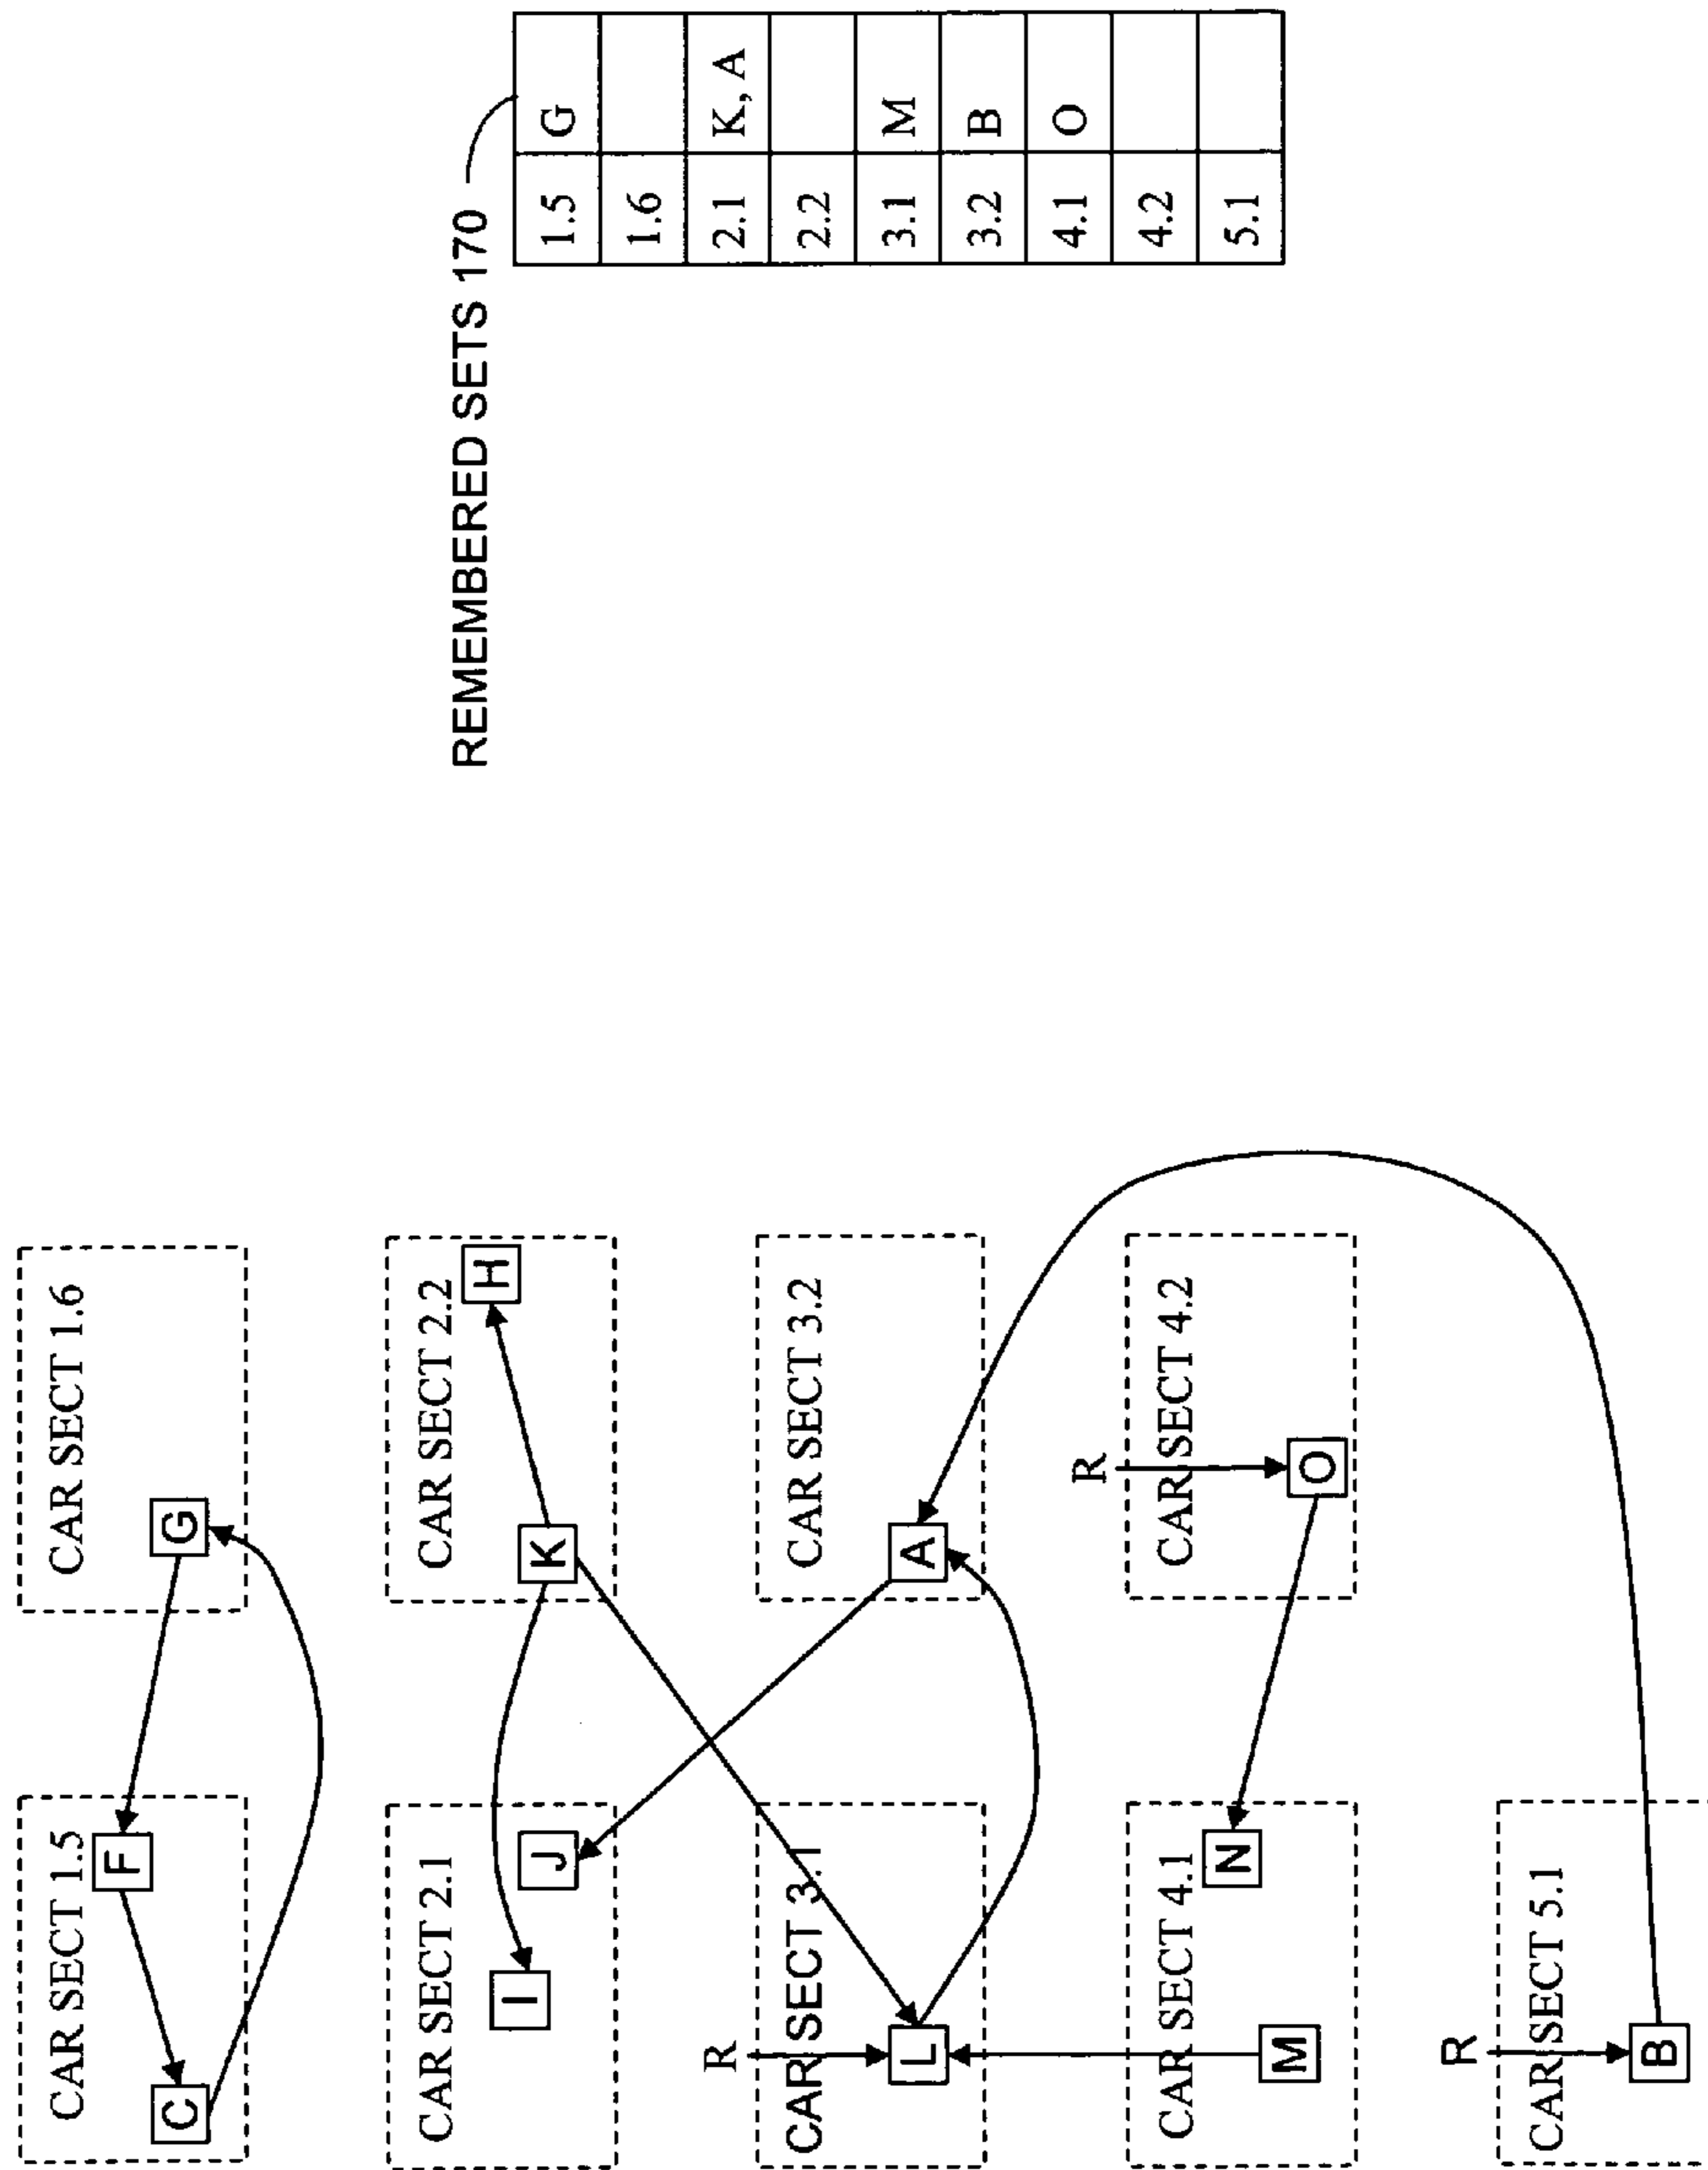 CAR SECT 1.5
F
C
CAR SECT 1.6
G
CAR SECT 2.1
I
J
CAR SECT 2.2
K
H
R
CAR SECT 3.1
L
CAR SECT 3.2
A
CAR SECT 4.1
M
N
R
CAR SECT 4.2
O
R
CAR SECT 5.1
B
REMEMBERED SETS 170
1.5 G
1.6
2.1 K, A
2.2
3.1 M
3.2 B
4.1 O
4.2
5.1